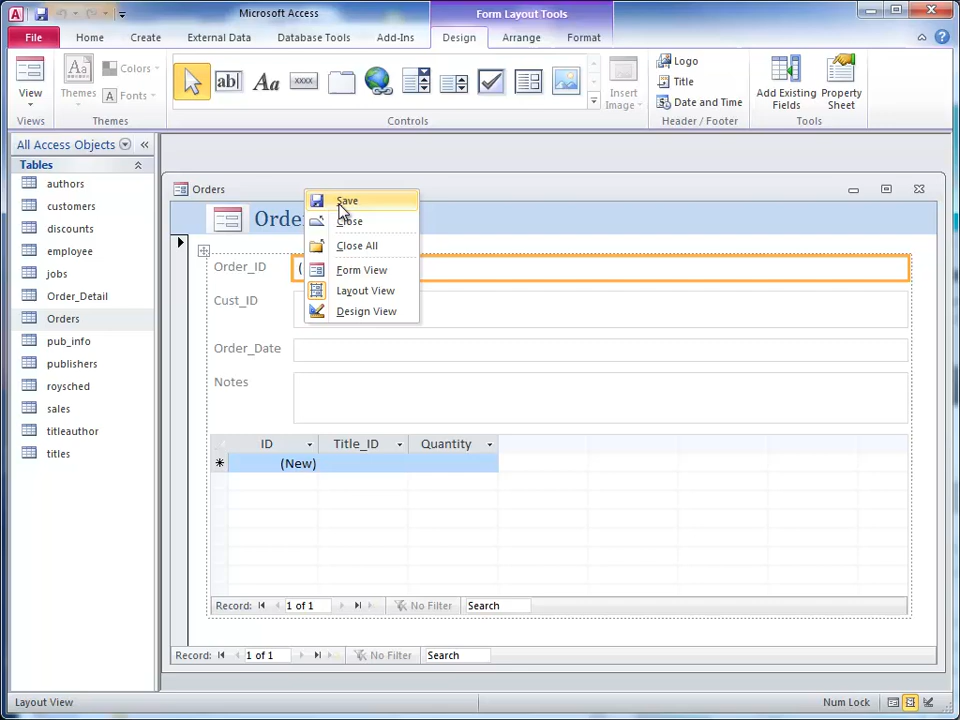 Microsoft Access
Form Layout Tools
File Home Create External Data Database Tools Add-Ins Design Arrange Format
View
Views
Themes
Colors
Fonts
Themes
ab|
Aa
XXXX
Controls
Insert Image
Logo
Title
Date and Time
Header / Footer
Add Existing Fields
Property Sheet
Tools
All Access Objects
Tables
authors
customers
discounts
employee
jobs
Order_Detail
Orders
pub_info
publishers
roysched
sales
titleauthor
titles
Orders
Orde
Save
Close
Close All
Form View
Layout View
Design View
Order_ID (
Cust_ID
Order_Date
Notes
ID Title_ID Quantity
(New)
Record: 1 of 1 No Filter Search
Record: 1 of 1 No Filter Search
Layout View Num Lock